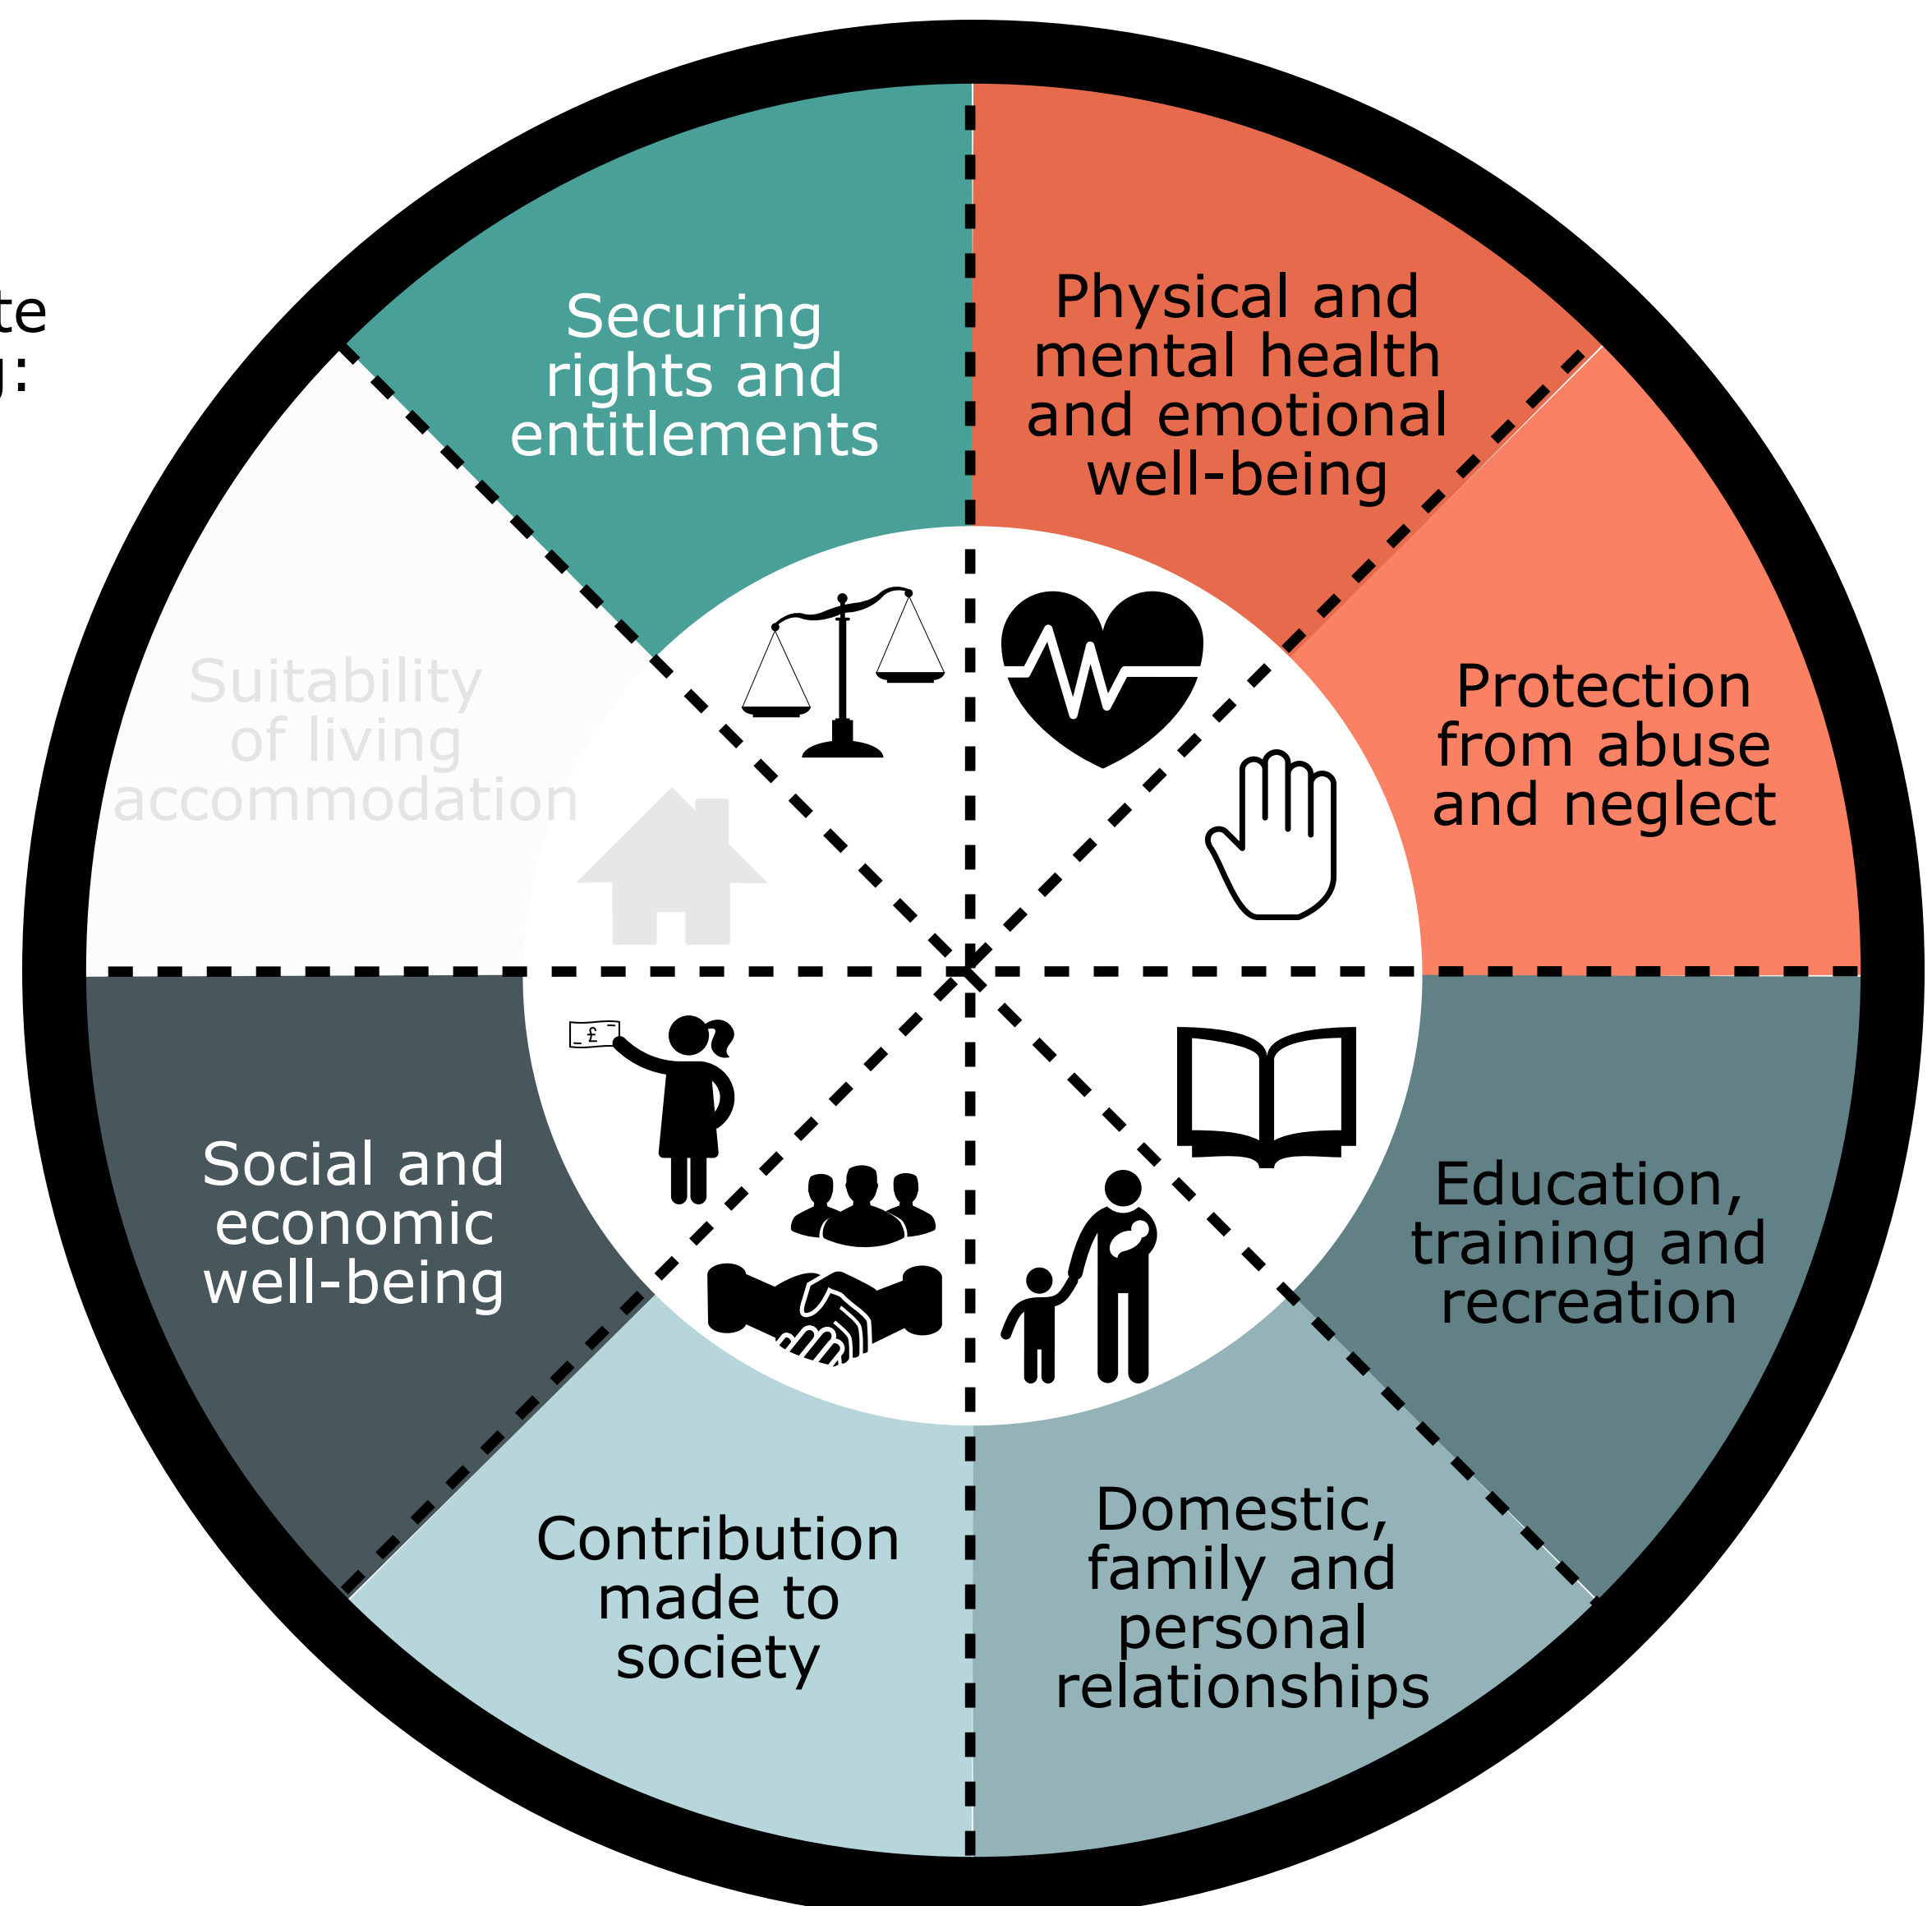 te
g:
Securing
rights and
entitlements
Physical and
mental health
and emotional
well-being
Protection
from abuse
and neglect
Education,
training and
recreation
Domestic,
family and
personal
relationships
Contribution
made to
society
Social and
economic
well-being
£
Suitability
of living
accommodation